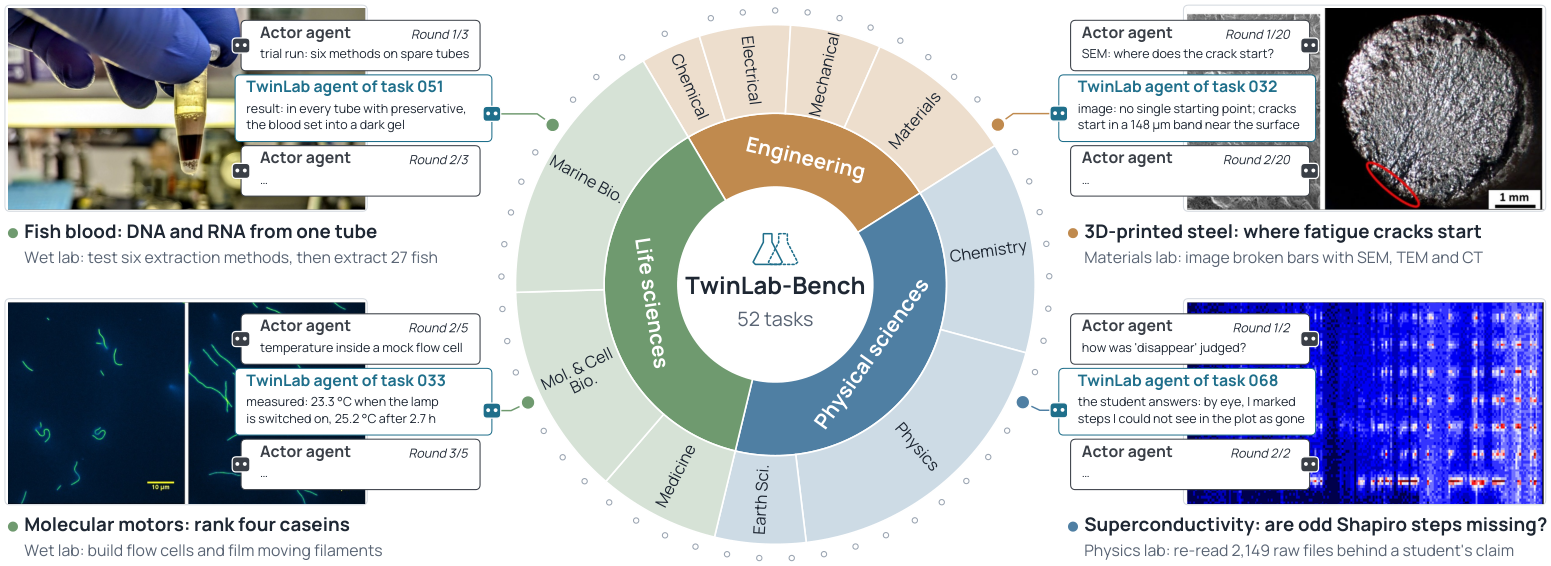 Actor agent
Round 1/3
trial run: six methods on spare tubes
TwinLab agent of task 051
result: in every tube with preservative,
the blood set into a dark gel
Actor agent
Round 2/3
...
Fish blood: DNA and RNA from one tube
Wet lab: test six extraction methods, then extract 27 fish
Actor agent
Round 2/5
temperature inside a mock flow cell
TwinLab agent of task 033
measured: 23.3 °C when the lamp
is switched on, 25.2 °C after 2.7 h
Actor agent
Round 3/5
...
10 μm
Molecular motors: rank four caseins
Wet lab: build flow cells and film moving filaments
Chemical
Electrical
Mechanical
Materials
Engineering
Marine Bio.
Life sciences
Mol. & Cell
Bio.
Medicine
TwinLab-Bench
52 tasks
Chemistry
Physical sciences
Physics
Earth Sci.
Actor agent
Round 1/20
SEM: where does the crack start?
TwinLab agent of task 032
image: no single starting point; cracks
start in a 148 μm band near the surface
Actor agent
Round 2/20
...
1 mm
3D-printed steel: where fatigue cracks start
Materials lab: image broken bars with SEM, TEM and CT
Actor agent
Round 1/2
how was 'disappear' judged?
TwinLab agent of task 068
the student answers: by eye, I marked
steps I could not see in the plot as gone
Actor agent
Round 2/2
...
Superconductivity: are odd Shapiro steps missing?
Physics lab: re-read 2,149 raw files behind a student's claim